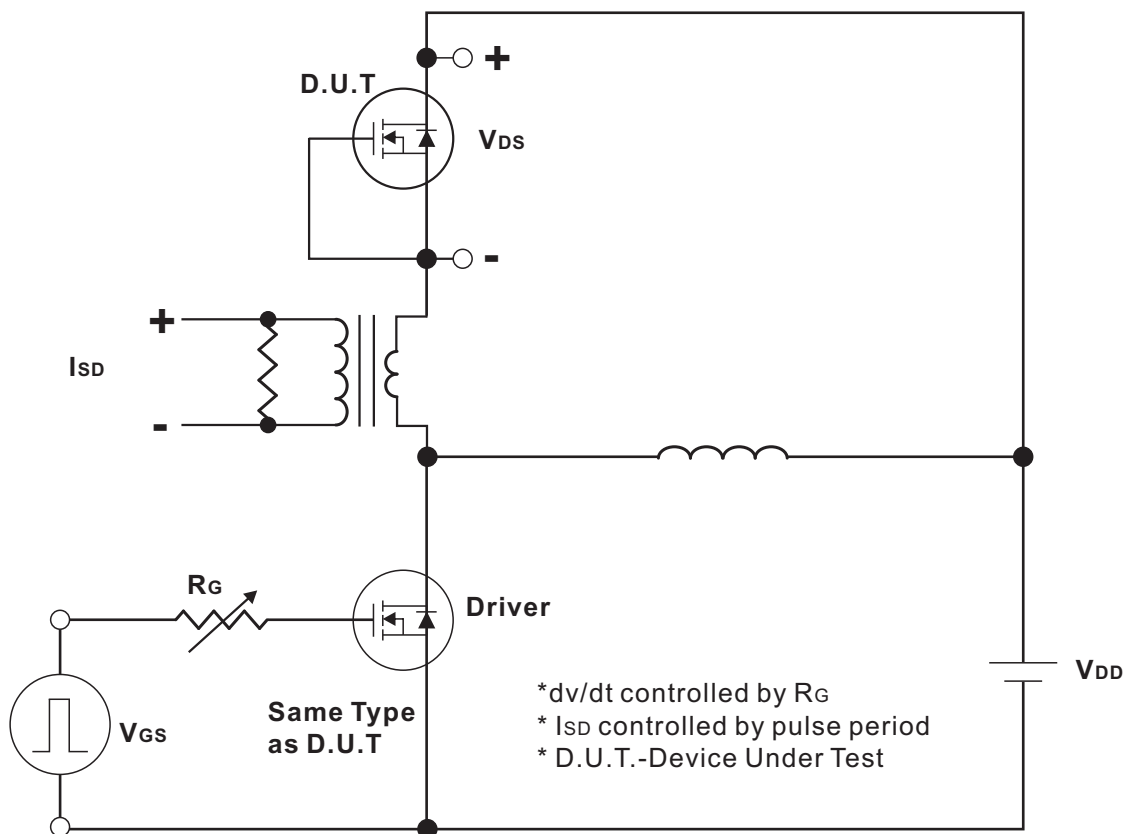 +
D.U.T
VDS
-
+
ISD
-
RG
Driver
VDD
VGS
Same Type
as D.U.T
*dv/dt controlled by RG
* ISD controlled by pulse period
* D.U.T.-Device Under Test